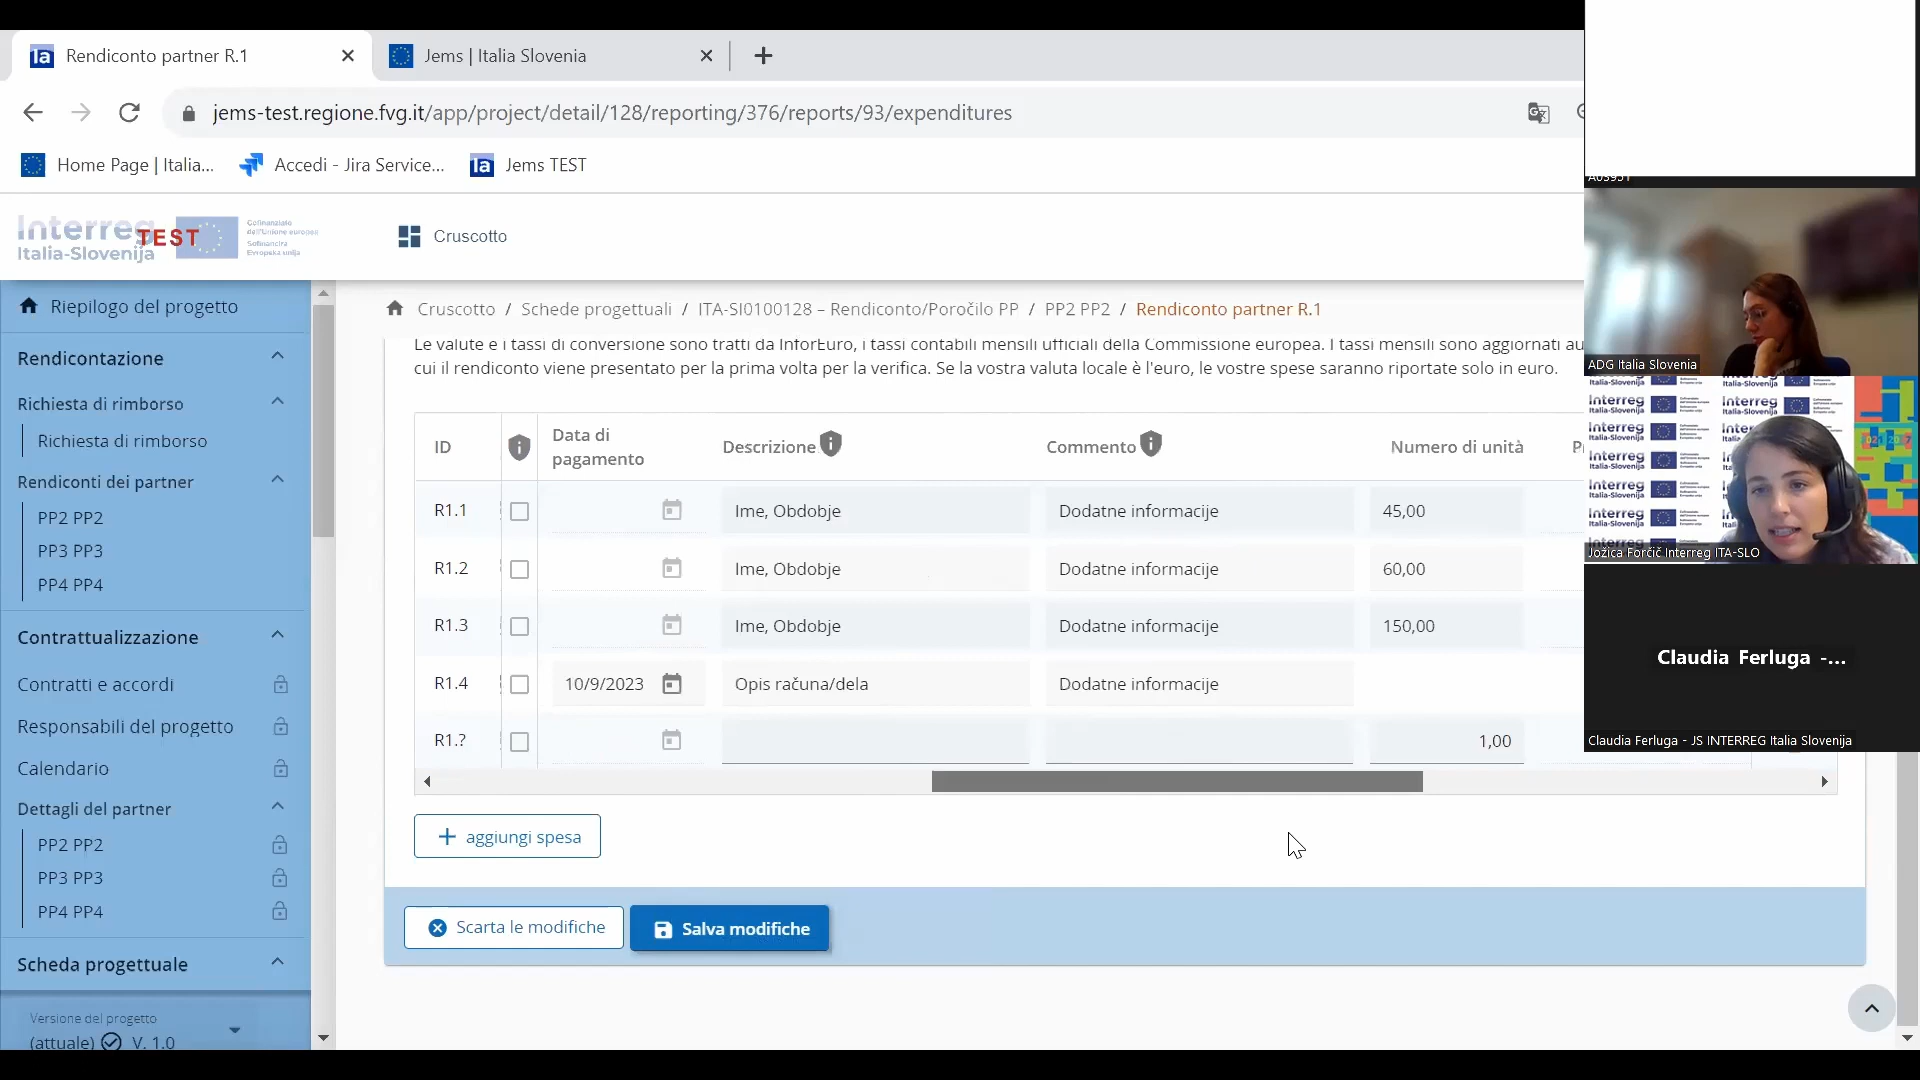 Rendiconto partner R.1
Jems | Italia Slovenia
jems-test.regione.fvg.it/app/project/detail/128/reporting/376/reports/93/expenditures
Home Page | Italia...
Accedi - Jira Service...
Jems TEST
Interreg
TEST
Italia-Slovenija
Cofinanziato
dell'Unione europea
Sofinancira
Evropska unija
Cruscotto
Riepilogo del progetto
Rendicontazione
Richiesta di rimborso
Richiesta di rimborso
Rendiconti dei partner
PP2 PP2
PP3 PP3
PP4 PP4
Contrattualizzazione
Contratti e accordi
Responsabili del progetto
Calendario
Dettagli del partner
PP2 PP2
PP3 PP3
PP4 PP4
Scheda progettuale
Versione del progetto
(attuale) V. 1.0
Cruscotto / Schede progettuali / ITA-SI0100128 – Rendiconto/Poročilo PP / PP2 PP2 / Rendiconto partner R.1
Le valute e i tassi di conversione sono tratti da InforEuro, i tassi contabili mensili ufficiali della Commissione europea. I tassi mensili sono aggiornati
cui il rendiconto viene presentato per la prima volta per la verifica. Se la vostra valuta locale è l'euro, le vostre spese saranno riportate solo in euro.
ID Data di pagamento Descrizione Commento Numero di unità
R1.1 Ime, Obdobje Dodatne informacije 45,00
R1.2 Ime, Obdobje Dodatne informacije 60,00
R1.3 Ime, Obdobje Dodatne informacije 150,00
R1.4 10/9/2023 Opis računa/dela Dodatne informacije
R1.? 1,00
+ aggiungi spesa
Scarta le modifiche
Salva modifiche
ADG Italia Slovenia
Interreg
Italia-Slovenija
Jožica Forčič Interreg ITA-SLO
Claudia Ferluga -...
Claudia Ferluga - JS INTERREG Italia Slovenija